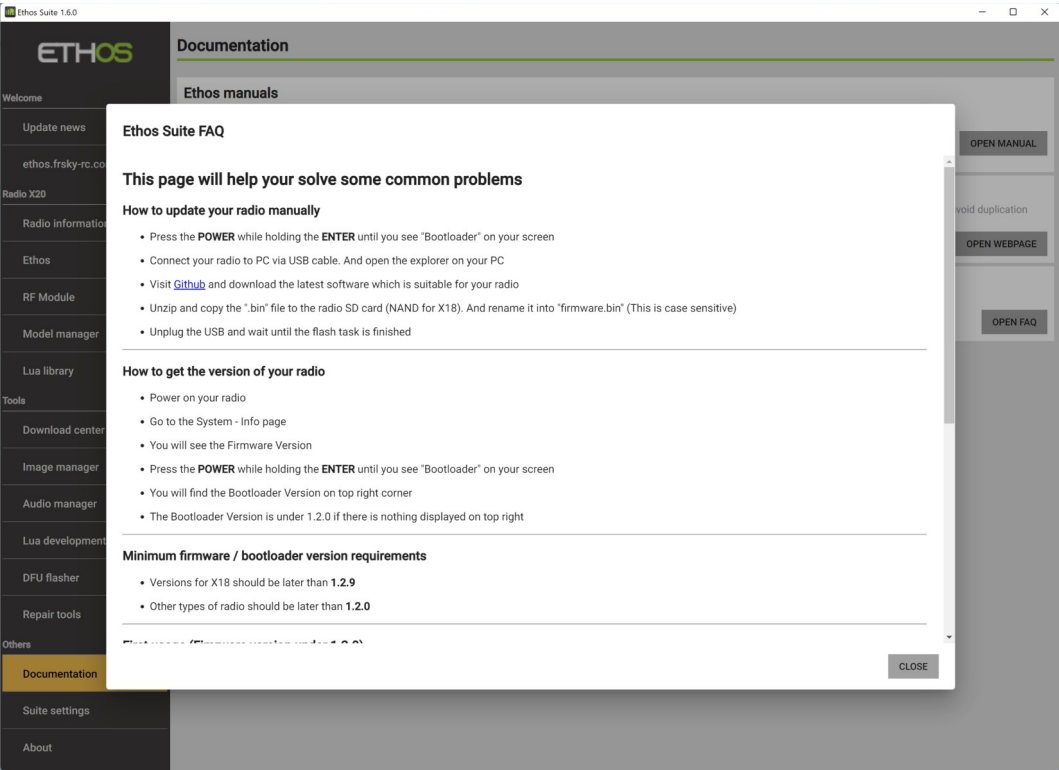 Ethos Suite 1.6.0
ETHOS
Documentation
Welcome
Update news
ethos.frsky-rc.co
Radio X20
Radio information
Ethos
RF Module
Model manager
Lua library
Tools
Download center
Image manager
Audio manager
Lua development
DFU flasher
Repair tools
Others
Documentation
Suite settings
About
Ethos manuals
OPEN MANUAL
void duplication
OPEN WEBPAGE
OPEN FAQ
Ethos Suite FAQ
This page will help your solve some common problems
How to update your radio manually
• Press the POWER while holding the ENTER until you see "Bootloader" on your screen
• Connect your radio to PC via USB cable. And open the explorer on your PC
• Visit Github and download the latest software which is suitable for your radio
• Unzip and copy the ".bin" file to the radio SD card (NAND for X18). And rename it into "firmware.bin" (This is case sensitive)
• Unplug the USB and wait until the flash task is finished
How to get the version of your radio
• Power on your radio
• Go to the System - Info page
• You will see the Firmware Version
• Press the POWER while holding the ENTER until you see "Bootloader" on your screen
• You will find the Bootloader Version on top right corner
• The Bootloader Version is under 1.2.0 if there is nothing displayed on top right
Minimum firmware / bootloader version requirements
• Versions for X18 should be later than 1.2.9
• Other types of radio should be later than 1.2.0
First usage (Firmware version under 1.2.0)
CLOSE